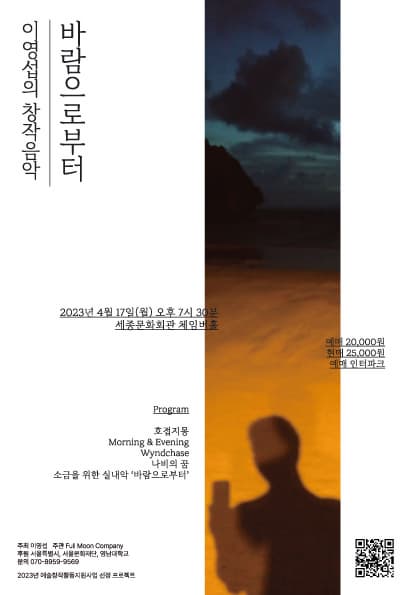 바람으로부터
이영섭의 창작음악
2023년 4월 17일(월) 오후 7시 30분
세종문화회관 체임버홀
예매 20,000원
현매 25,000원
예매 인터파크
Program
호접지몽
Morning & Evening
Wyndchase
나비의 꿈
소금을 위한 실내악 ‘바람으로부터’
주최 이영섭 주관 Full Moon Company
후원 서울특별시, 서울문화재단, 영남대학교
문의 070-8959-9569
2023년 예술창작활동지원사업 선정 프로젝트